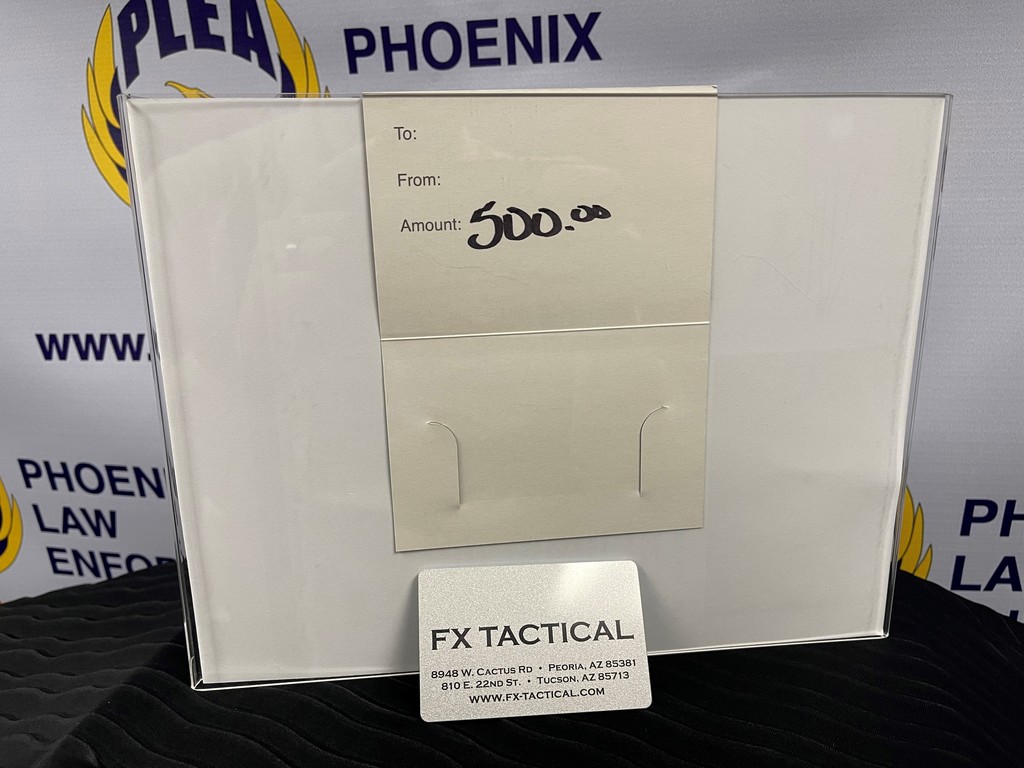 PLEA
PHOENIX
To:
From:
Amount: 500.00
WWW.
PHOEN
LAW
ENFOR
PH
LA
FX TACTICAL
8948 W. CACTUS RD • PEORIA, AZ 85381
810 E. 22ND ST. • TUCSON, AZ 85713
WWW.FX-TACTICAL.COM